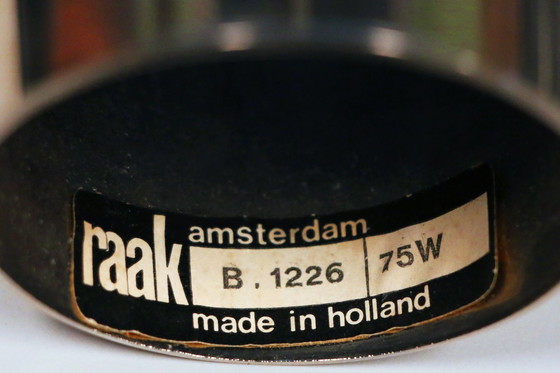 raak
amsterdam
B. 1226 75W
made in holland